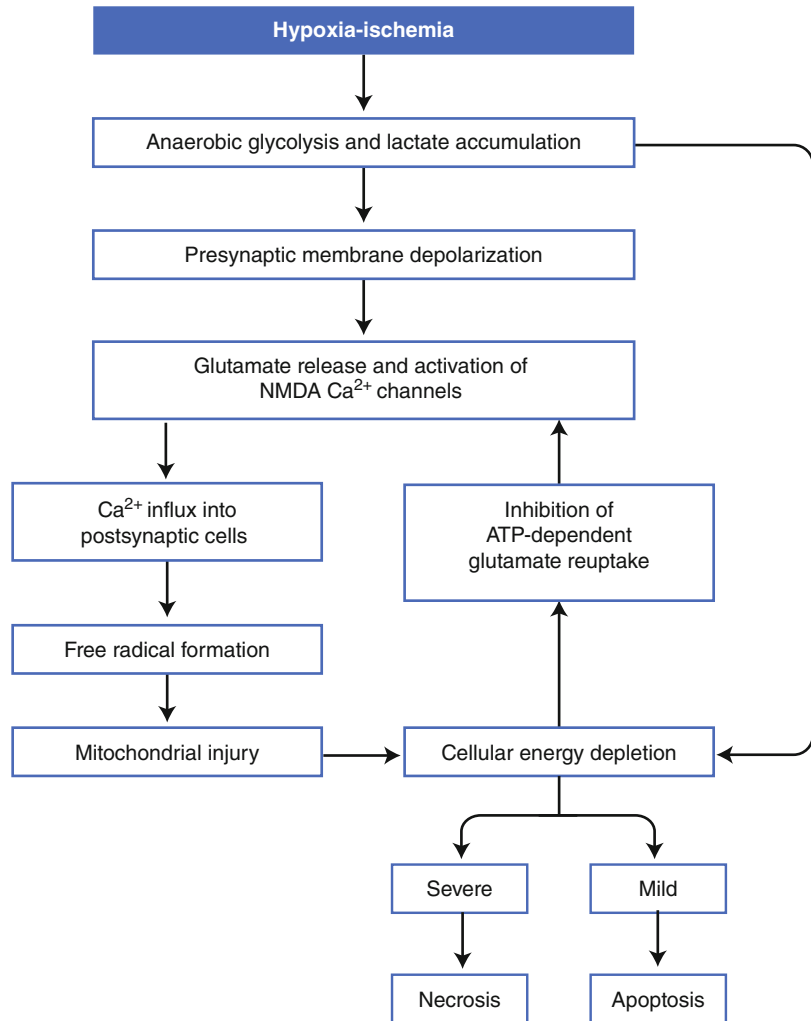 Hypoxia-ischemia
Anaerobic glycolysis and lactate accumulation
Presynaptic membrane depolarization
Glutamate release and activation of
NMDA Ca²⁺ channels
Ca²⁺ influx into
postsynaptic cells
Inhibition of
ATP-dependent
glutamate reuptake
Free radical formation
Mitochondrial injury
Cellular energy depletion
Severe
Mild
Necrosis
Apoptosis